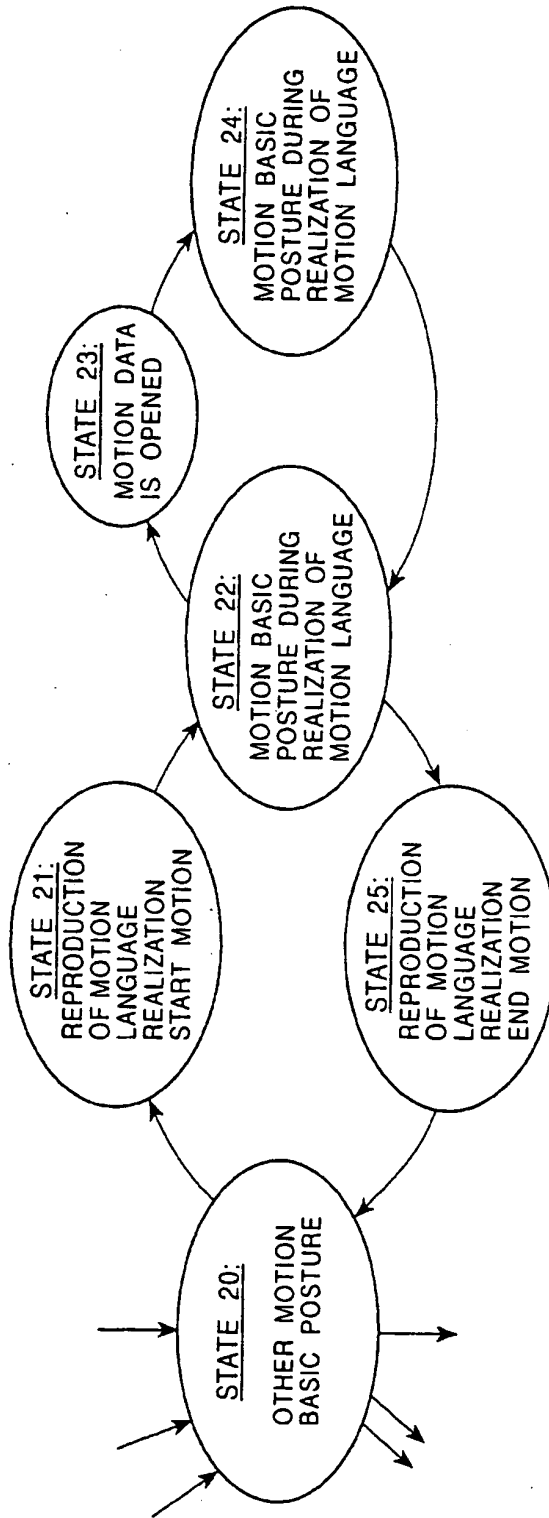 STATE 20:
OTHER MOTION
BASIC POSTURE
STATE 21:
REPRODUCTION
OF MOTION
LANGUAGE
REALIZATION
START MOTION
STATE 22:
MOTION BASIC
POSTURE DURING
REALIZATION OF
MOTION LANGUAGE
STATE 23:
MOTION DATA
IS OPENED
STATE 24:
MOTION BASIC
POSTURE DURING
REALIZATION OF
MOTION LANGUAGE
STATE 25:
REPRODUCTION
OF MOTION
LANGUAGE
REALIZATION
END MOTION